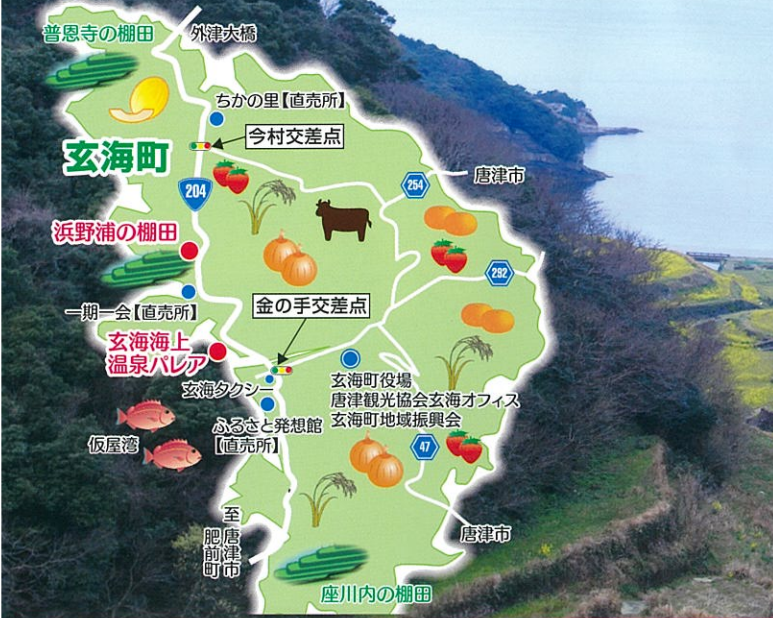 普恩寺の棚田
外津大橋
ちかの里【直売所】
今村交差点
玄海町
204
254
唐津市
浜野浦の棚田
292
一期一会【直売所】
金の手交差点
玄海海上
温泉パレア
玄海タクシー
玄海町役場
唐津観光協会玄海オフィス
玄海町地域振興会
ふるさと発想館
【直売所】
仮屋湾
47
至 唐津市
肥前町
唐津市
座川内の棚田